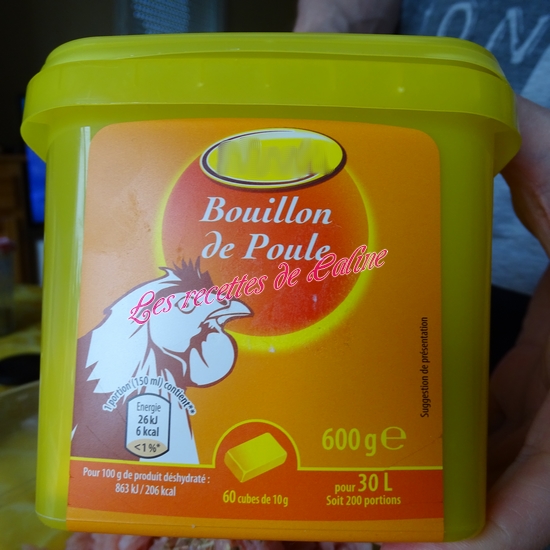 Bouillon
de Poule
Les recettes de Laline
Suggestion de présentation
1 portion (150 ml) contient**
Energie
26 kJ
6 kcal
<1%*
600 g e
Pour 100 g de produit déshydraté :
863 kJ / 206 kcal
60 cubes de 10 g
pour 30 L
Soit 200 portions